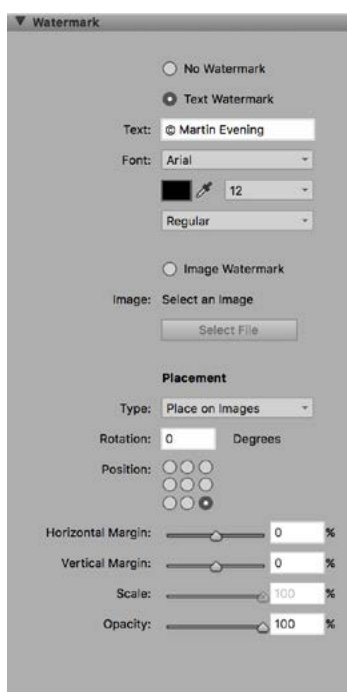 Watermark
No Watermark
Text Watermark
Text: © Martin Evening
Font: Arial
12
Regular
Image Watermark
Image: Select an Image
Select File
Placement
Type: Place on Images
Rotation: 0 Degrees
Position:
Horizontal Margin: 0 %
Vertical Margin: 0 %
Scale: 100 %
Opacity: 100 %